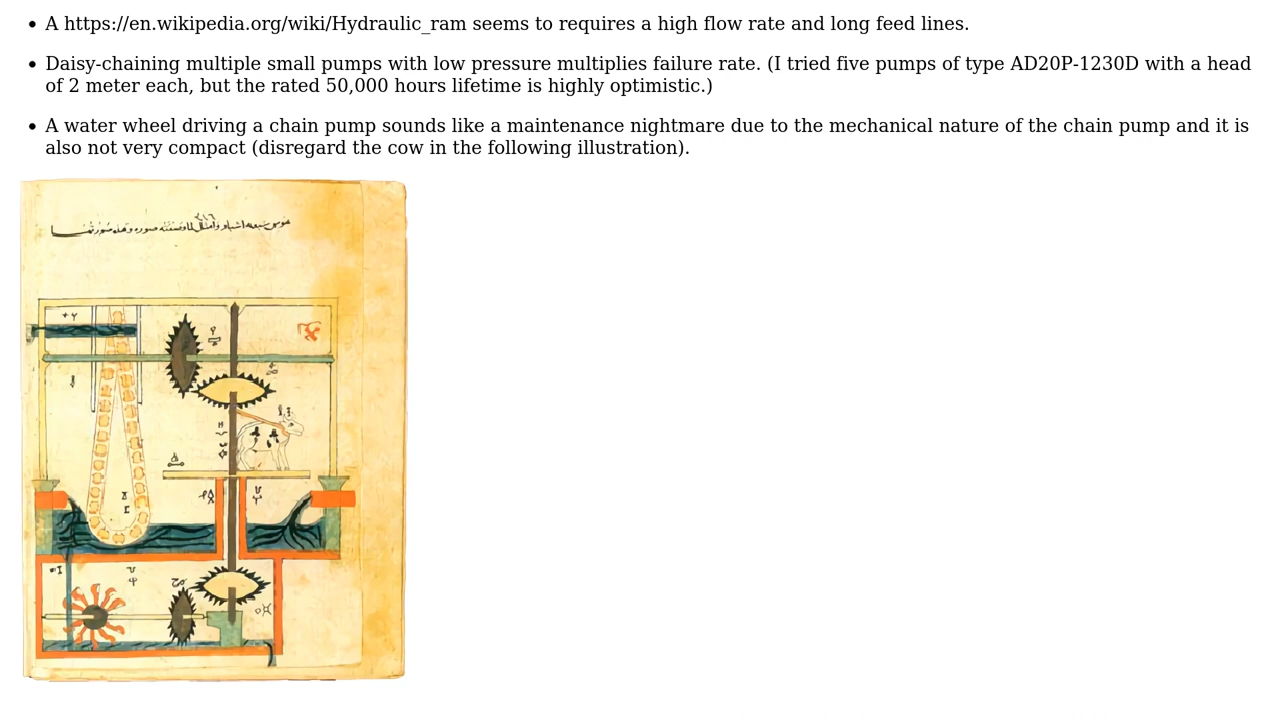 A https://en.wikipedia.org/wiki/Hydraulic_ram seems to requires a high flow rate and long feed lines.
Daisy-chaining multiple small pumps with low pressure multiplies failure rate. (I tried five pumps of type AD20P-1230D with a head
of 2 meter each, but the rated 50,000 hours lifetime is highly optimistic.)
A water wheel driving a chain pump sounds like a maintenance nightmare due to the mechanical nature of the chain pump and it is
also not very compact (disregard the cow in the following illustration).